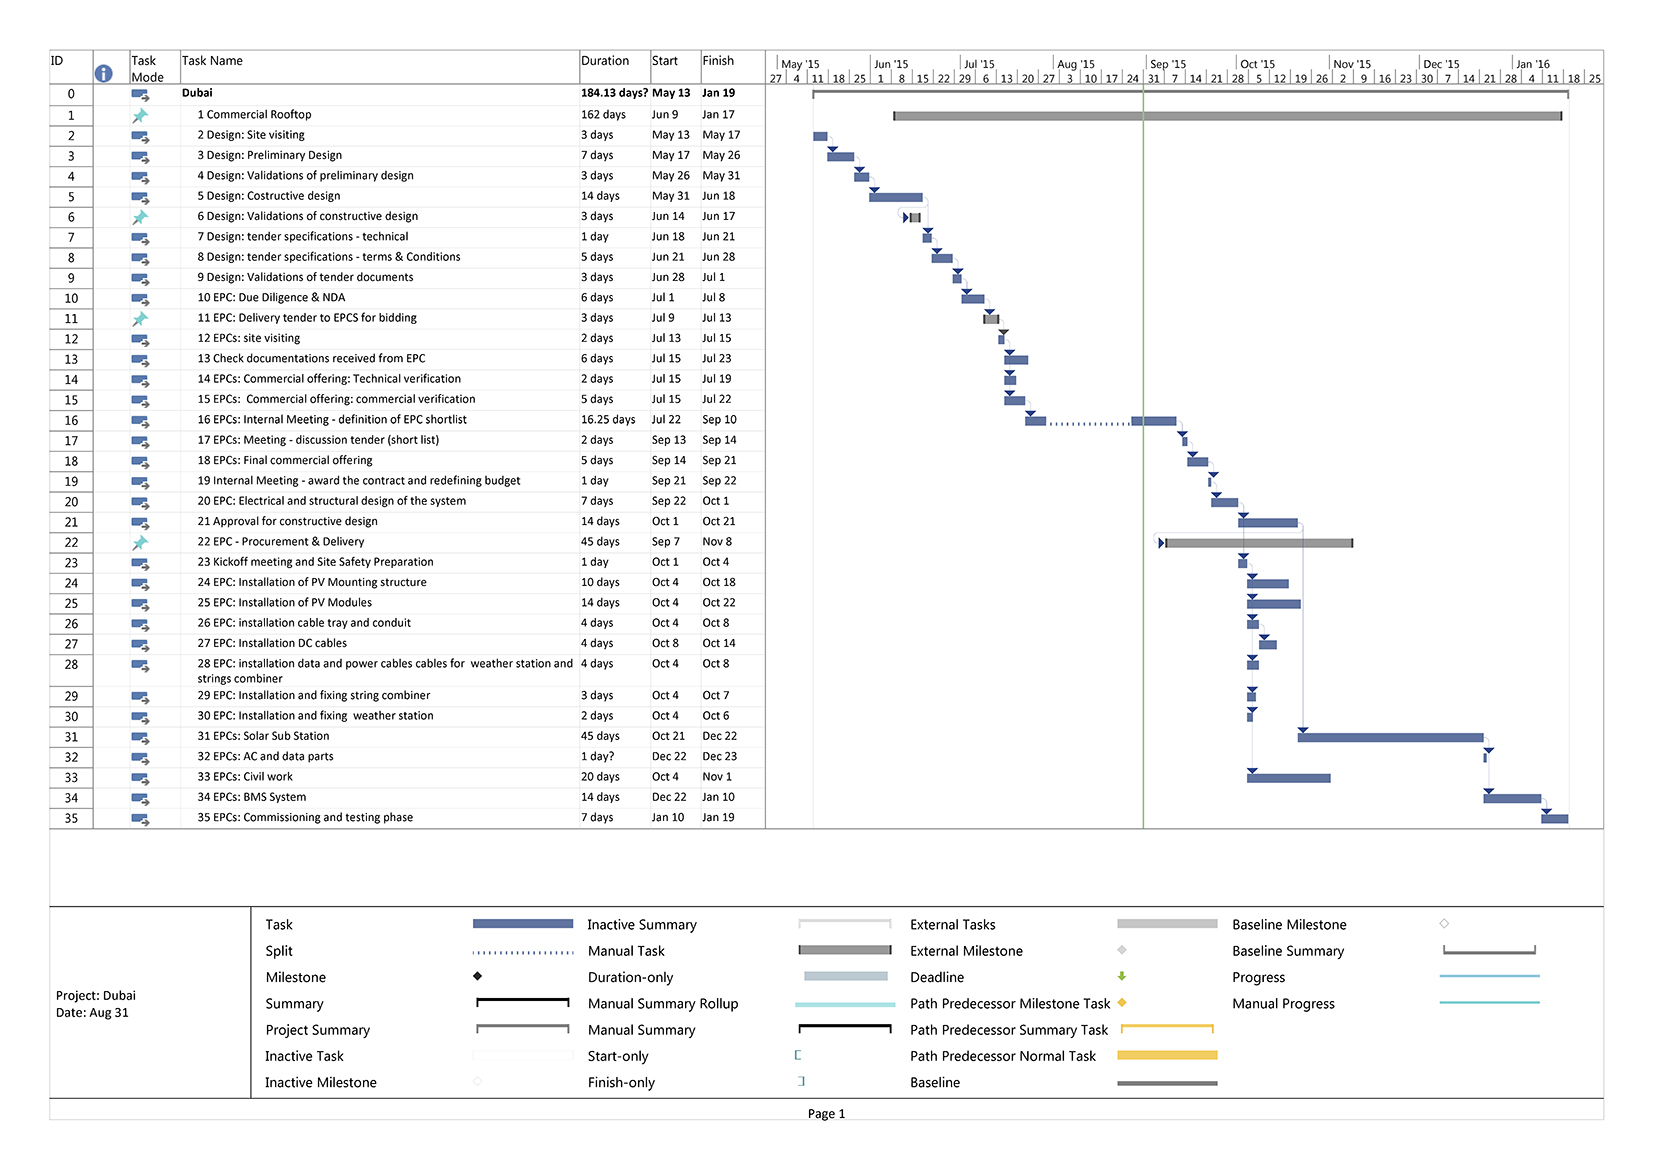 ID Task Mode Task Name Duration Start Finish
May '15 Jun '15 Jul '15 Aug '15 Sep '15 Oct '15 Nov '15 Dec '15 Jan '16
27 4 11 18 25 1 8 15 22 29 6 13 20 27 3 10 17 24 31 7 14 21 28 5 12 19 26 2 9 16 23 30 7 14 21 28 4 11 18 25
0 Dubai 184.13 days? May 13 Jan 19
1 1 Commercial Rooftop 162 days Jun 9 Jan 17
2 2 Design: Site visiting 3 days May 13 May 17
3 3 Design: Preliminary Design 7 days May 17 May 26
4 4 Design: Validations of preliminary design 3 days May 26 May 31
5 5 Design: Costructive design 14 days May 31 Jun 18
6 6 Design: Validations of constructive design 3 days Jun 14 Jun 17
7 7 Design: tender specifications - technical 1 day Jun 18 Jun 21
8 8 Design: tender specifications - terms & Conditions 5 days Jun 21 Jun 28
9 9 Design: Validations of tender documents 3 days Jun 28 Jul 1
10 10 EPC: Due Diligence & NDA 6 days Jul 1 Jul 8
11 11 EPC: Delivery tender to EPCS for bidding 3 days Jul 9 Jul 13
12 12 EPCs: site visiting 2 days Jul 13 Jul 15
13 13 Check documentations received from EPC 6 days Jul 15 Jul 23
14 14 EPCs: Commercial offering: Technical verification 2 days Jul 15 Jul 19
15 15 EPCs: Commercial offering: commercial verification 5 days Jul 15 Jul 22
16 16 EPCs: Internal Meeting - definition of EPC shortlist 16.25 days Jul 22 Sep 10
17 17 EPCs: Meeting - discussion tender (short list) 2 days Sep 13 Sep 14
18 18 EPCs: Final commercial offering 5 days Sep 14 Sep 21
19 19 Internal Meeting - award the contract and redefining budget 1 day Sep 21 Sep 22
20 20 EPC: Electrical and structural design of the system 7 days Sep 22 Oct 1
21 21 Approval for constructive design 14 days Oct 1 Oct 21
22 22 EPC - Procurement & Delivery 45 days Sep 7 Nov 8
23 23 Kickoff meeting and Site Safety Preparation 1 day Oct 1 Oct 4
24 24 EPC: Installation of PV Mounting structure 10 days Oct 4 Oct 18
25 25 EPC: Installation of PV Modules 14 days Oct 4 Oct 22
26 26 EPC: installation cable tray and conduit 4 days Oct 4 Oct 8
27 27 EPC: Installation DC cables 4 days Oct 8 Oct 14
28 28 EPC: installation data and power cables cables for weather station and 4 days Oct 4 Oct 8
strings combiner
29 29 EPC: Installation and fixing string combiner 3 days Oct 4 Oct 7
30 30 EPC: Installation and fixing weather station 2 days Oct 4 Oct 6
31 31 EPCs: Solar Sub Station 45 days Oct 21 Dec 22
32 32 EPCs: AC and data parts 1 day? Dec 22 Dec 23
33 33 EPCs: Civil work 20 days Oct 4 Nov 1
34 34 EPCs: BMS System 14 days Dec 22 Jan 10
35 35 EPCs: Commissioning and testing phase 7 days Jan 10 Jan 19
Project: Dubai
Date: Aug 31
Task Inactive Summary External Tasks Baseline Milestone
Split Manual Task External Milestone Baseline Summary
Milestone Duration-only Deadline Progress
Summary Manual Summary Rollup Path Predecessor Milestone Task Manual Progress
Project Summary Manual Summary Path Predecessor Summary Task
Inactive Task Start-only Path Predecessor Normal Task
Inactive Milestone Finish-only Baseline
Page 1